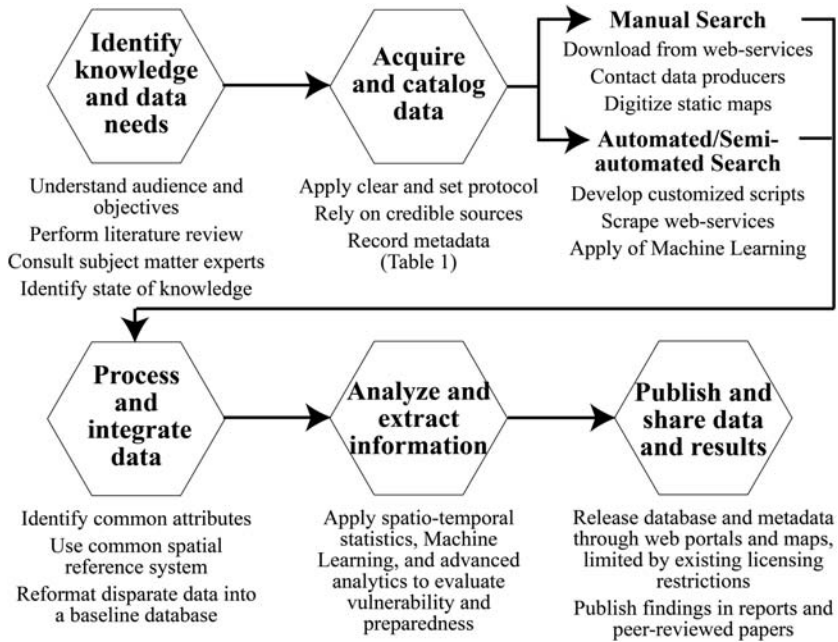 Identify
knowledge
and data
needs
Understand audience and
objectives
Perform literature review
Consult subject matter experts
Identify state of knowledge
Acquire
and catalog
data
Apply clear and set protocol
Rely on credible sources
Record metadata
(Table 1)
Manual Search
Download from web-services
Contact data producers
Digitize static maps
Automated/Semi-
automated Search
Develop customized scripts
Scrape web-services
Apply of Machine Learning
Process
and
integrate
data
Identify common attributes
Use common spatial
reference system
Reformat disparate data into
a baseline database
Analyze and
extract
information
Apply spatio-temporal
statistics, Machine
Learning, and advanced
analytics to evaluate
vulnerability and
preparedness
Publish and
share data
and results
Release database and metadata
through web portals and maps,
limited by existing licensing
restrictions
Publish findings in reports and
peer-reviewed papers